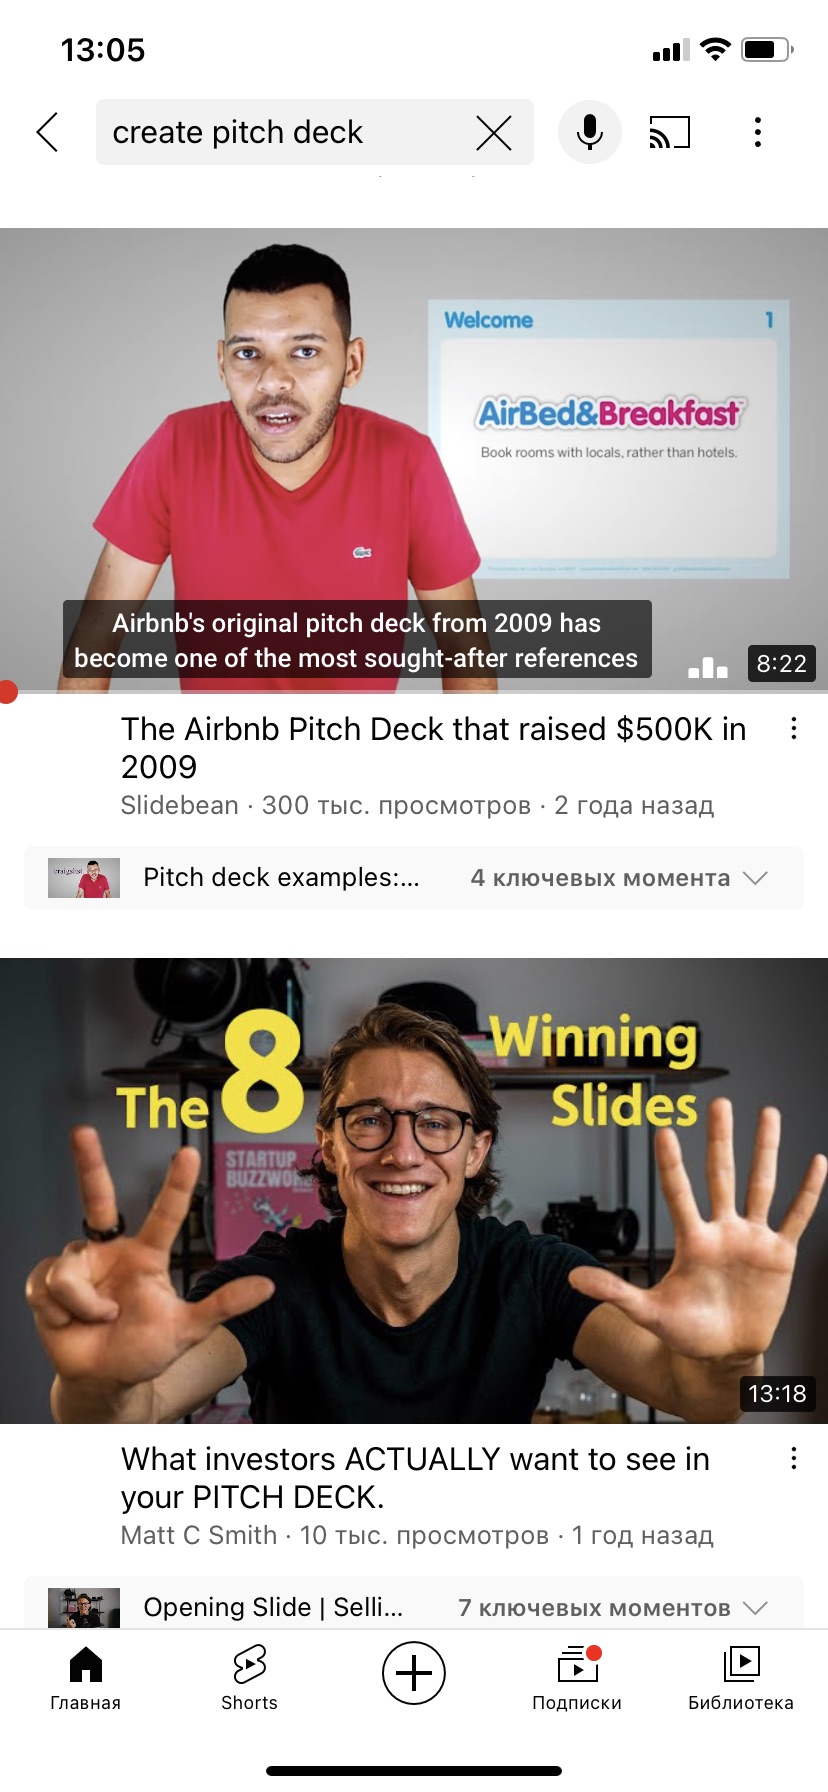 13:05
create pitch deck
Welcome 1
AirBed&Breakfast
Book rooms with locals, rather than hotels.
Airbnb's original pitch deck from 2009 has
become one of the most sought-after references
8:22
The Airbnb Pitch Deck that raised $500K in
2009
Slidebean · 300 тыс. просмотров · 2 года назад
craigslist
Pitch deck examples:... 4 ключевых момента
The 8 Winning
Slides
STARTUP
13:18
What investors ACTUALLY want to see in
your PITCH DECK.
Matt C Smith · 10 тыс. просмотров · 1 год назад
Opening Slide | Selli... 7 ключевых моментов
Главная Shorts Подписки Библиотека